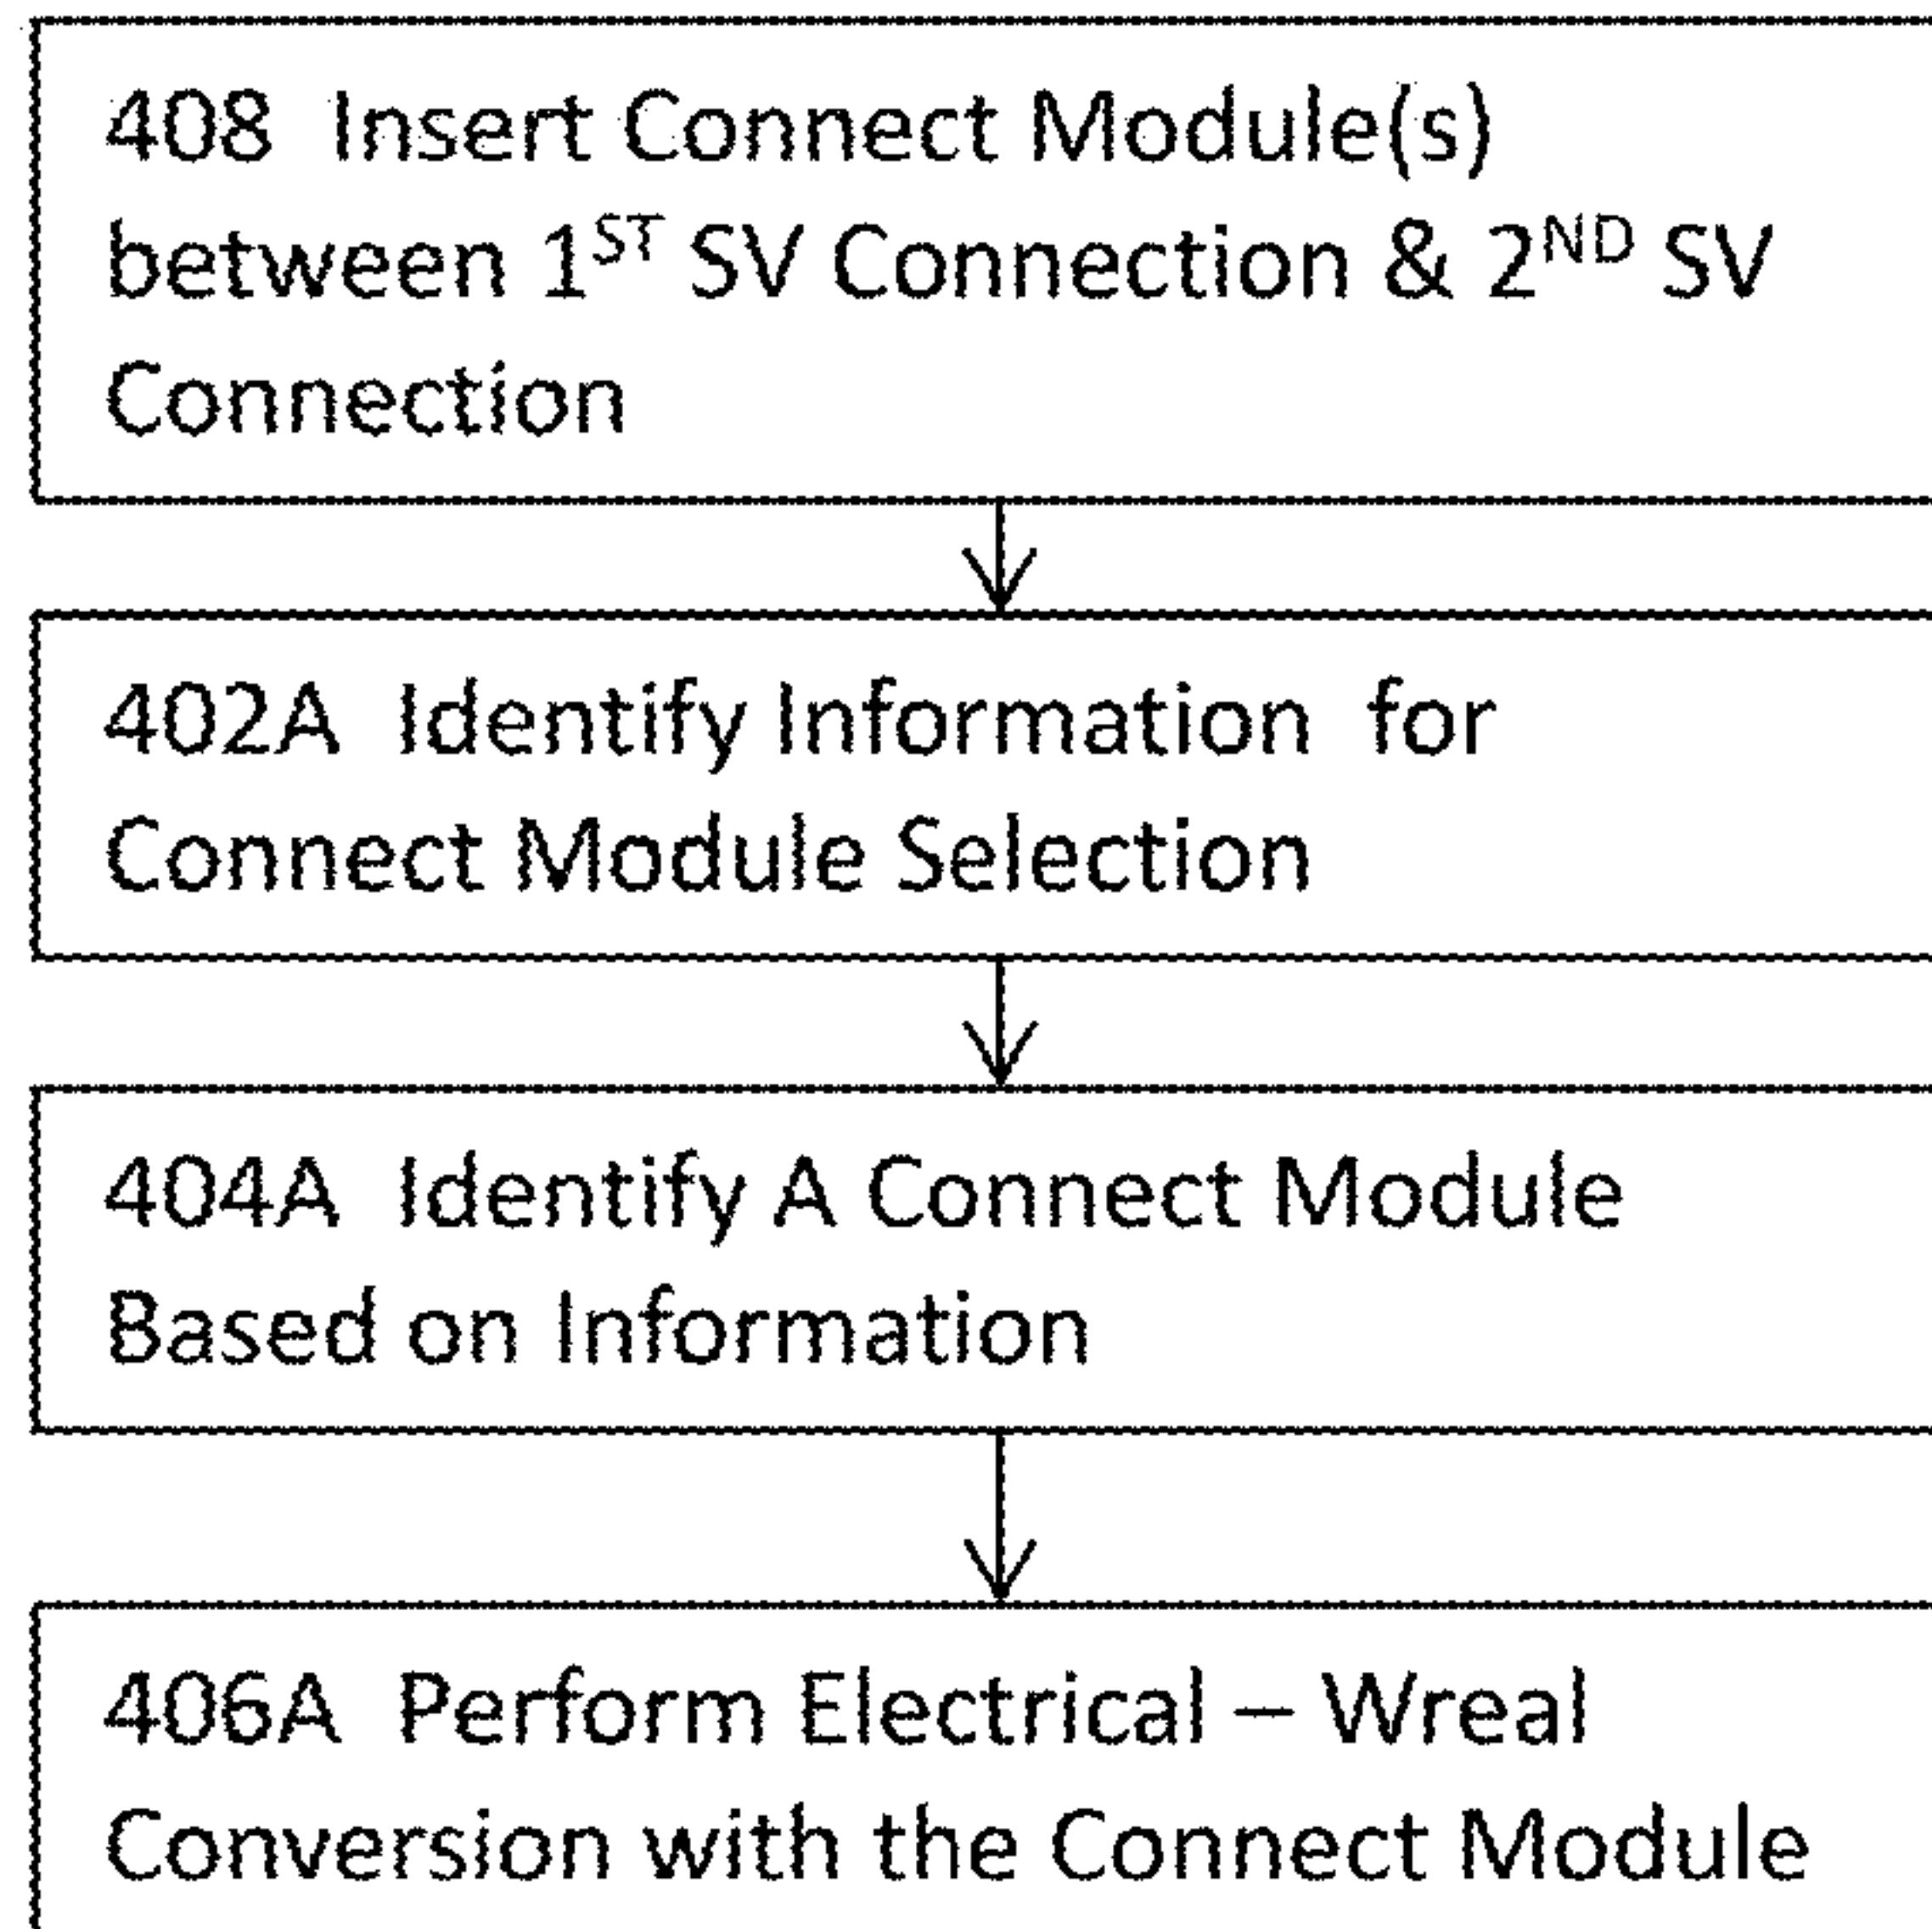 408 Insert Connect Module(s)
between 1ST SV Connection & 2ND SV
Connection
402A Identify Information for
Connect Module Selection
404A Identify A Connect Module
Based on Information
406A Perform Electrical – Wreal
Conversion with the Connect Module